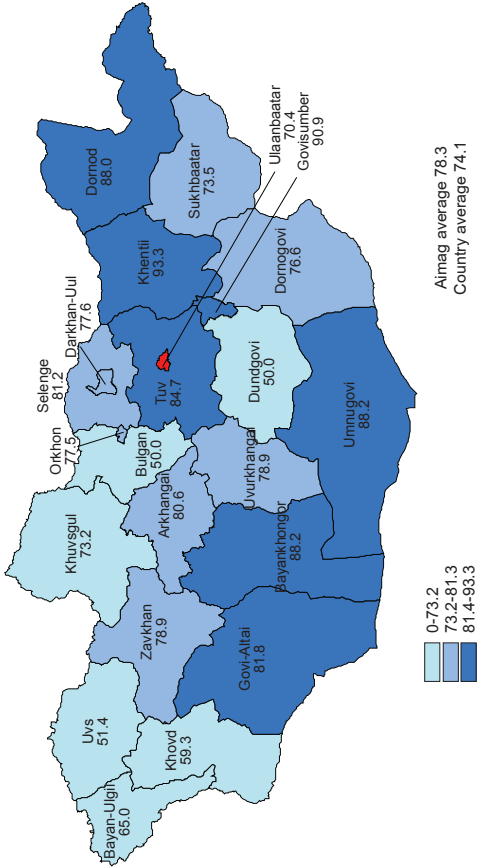 Bayan-Ulgii
65.0
Uvs
51.4
Khovd
59.3
Zavkhan
78.9
Govi-Altai
81.8
Khuvsgul
73.2
Arkhangai
80.6
Bayankhongor
88.2
Orkhon
77.5
Bulgan
50.0
Uvurkhangai
78.9
Selenge
81.2
Darkhan-Uul
77.6
Tuv
84.7
Dundgovi
50.0
Umnugovi
88.2
Khentii
93.3
Dornod
88.0
Sukhbaatar
73.5
Dornogovi
76.6
Ulaanbaatar
70.4
Govisumber
90.9
0-73.2
73.2-81.3
81.4-93.3
Aimag average 78.3
Country average 74.1